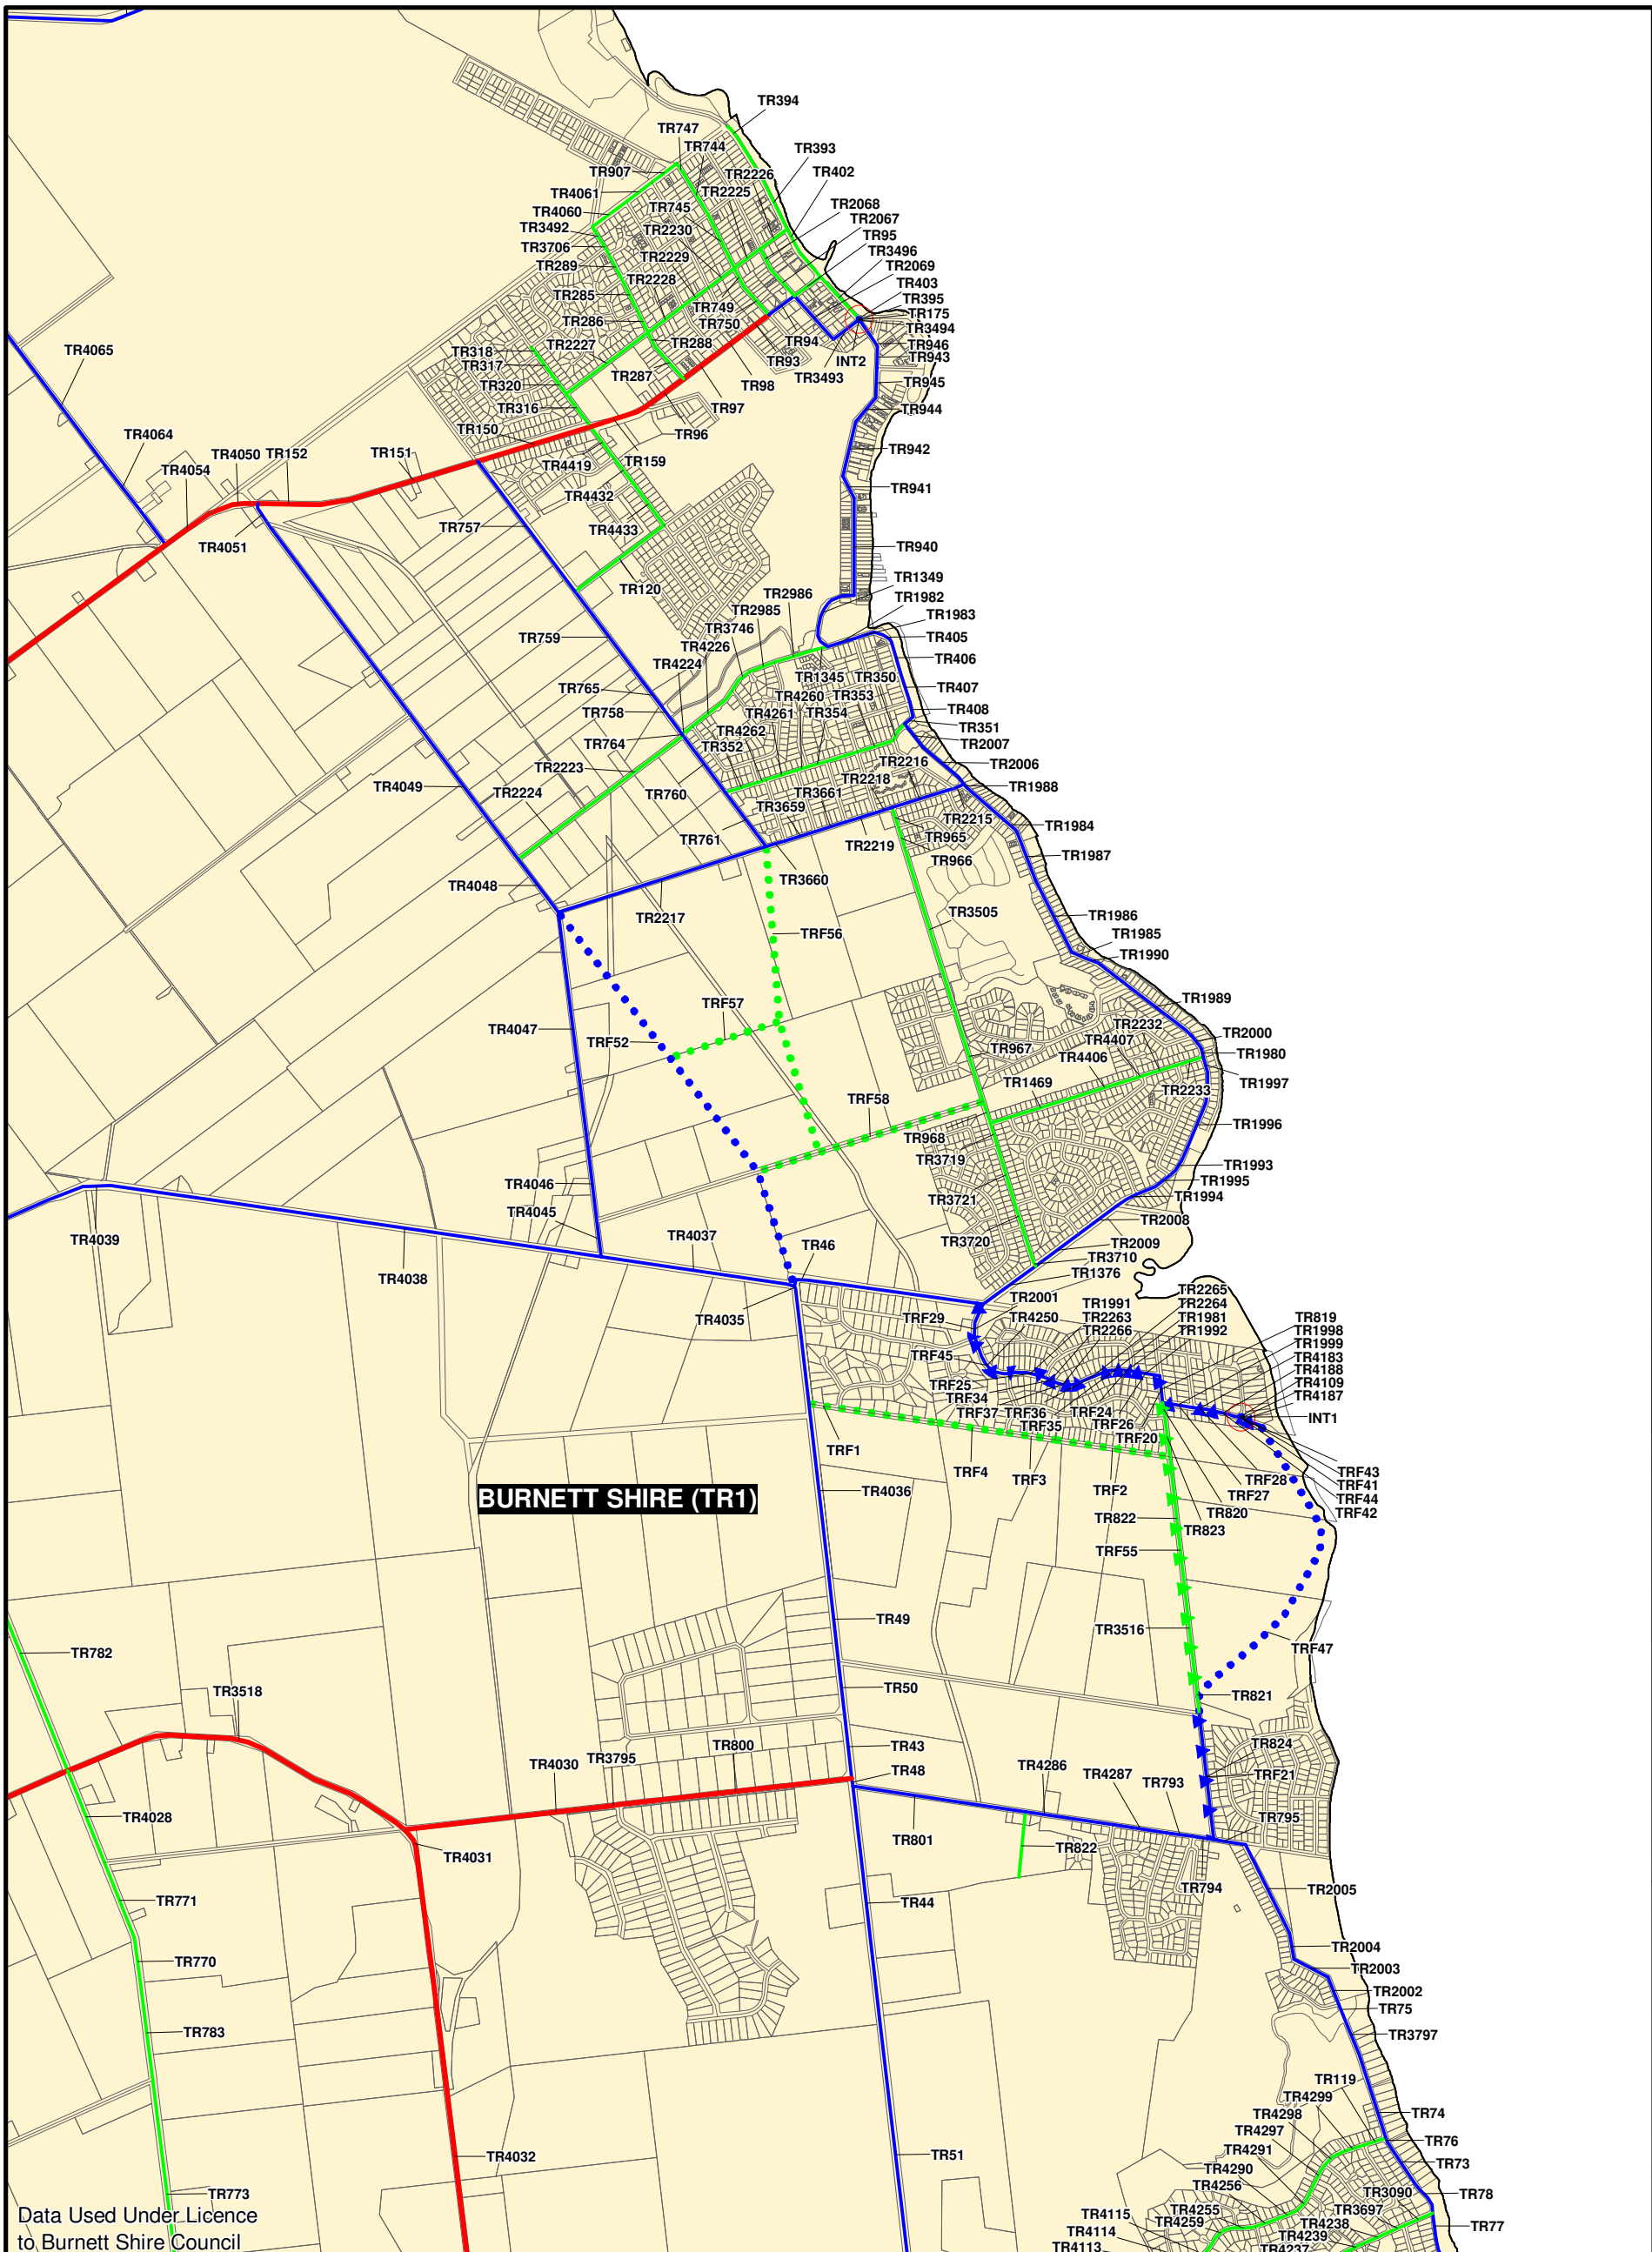 TR394
TR747
TR744
TR393
TR907
TR2226
TR402
TR4061
TR2225
TR4060
TR745
TR2068
TR3492
TR2230
TR2067
TR3706
TR95
TR289
TR2229
TR3496
TR2228
TR2069
TR285
TR403
TR749
TR395
TR286
TR750
TR175
TR318
TR2227
TR288
TR94
TR3494
TR317
TR93
INT2
TR946
TR943
TR4065
TR320
TR287
TR98
TR3493
TR945
TR316
TR97
TR944
TR150
TR96
TR4064
TR4050
TR152
TR151
TR942
TR4054
TR4419
TR159
TR941
TR4432
TR757
TR4433
TR4051
TR940
TR120
TR2986
TR1349
TR2985
TR1982
TR759
TR3746
TR1983
TR4226
TR405
TR4224
TR406
TR1345
TR350
TR765
TR4260
TR353
TR407
TR758
TR4261
TR354
TR408
TR764
TR4262
TR351
TR352
TR2007
TR2223
TR2216
TR2006
TR4049
TR2224
TR760
TR2218
TR1988
TR3661
TR3659
TR2215
TR1984
TR761
TR2219
TR965
TR966
TR1987
TR4048
TR3660
TR2217
TR3505
TR1986
TRF56
TR1985
TR1990
TRF57
TR1989
TR4047
TRF52
TR2232
TR2000
TR4407
TR967
TR4406
TR1980
TR1469
TR2233
TR1997
TRF58
TR968
TR1996
TR3719
TR4046
TR1993
TR3721
TR1995
TR4045
TR1994
TR4039
TR4037
TR46
TR3720
TR2008
TR2009
TR4038
TR3710
TR1376
TR2265
TR2001
TR1991
TR2264
TR4035
TRF29
TR4250
TR2263
TR1981
TR819
TR2266
TR1992
TR1998
TR1999
TRF45
TR4183
TR4188
TRF25
TR4109
TRF34
TR4187
TRF37
TRF36
TRF24
TRF35
TRF26
INT1
TRF20
TRF1
TRF4
TRF3
TRF2
TRF28
TRF43
TRF27
TRF41
TR4036
TRF44
BURNETT SHIRE (TR1)
TR822
TR820
TRF42
TR823
TRF55
TR49
TR3516
TR782
TRF47
TR3518
TR50
TR821
TR4030
TR3795
TR800
TR43
TR4286
TR824
TR48
TR4287
TR793
TRF21
TR4028
TR795
TR4031
TR801
TR822
TR771
TR44
TR794
TR2005
TR770
TR2004
TR2003
TR2002
TR75
TR783
TR3797
TR119
TR4299
TR4298
TR74
TR4297
TR76
TR4032
TR51
TR4291
TR73
TR4290
TR773
TR4256
TR3090
TR78
TR4115
TR4255
TR3697
TR4259
TR4238
TR77
TR4114
TR4239
TR4113
TR4237
Data Used Under Licence
to Burnett Shire Council